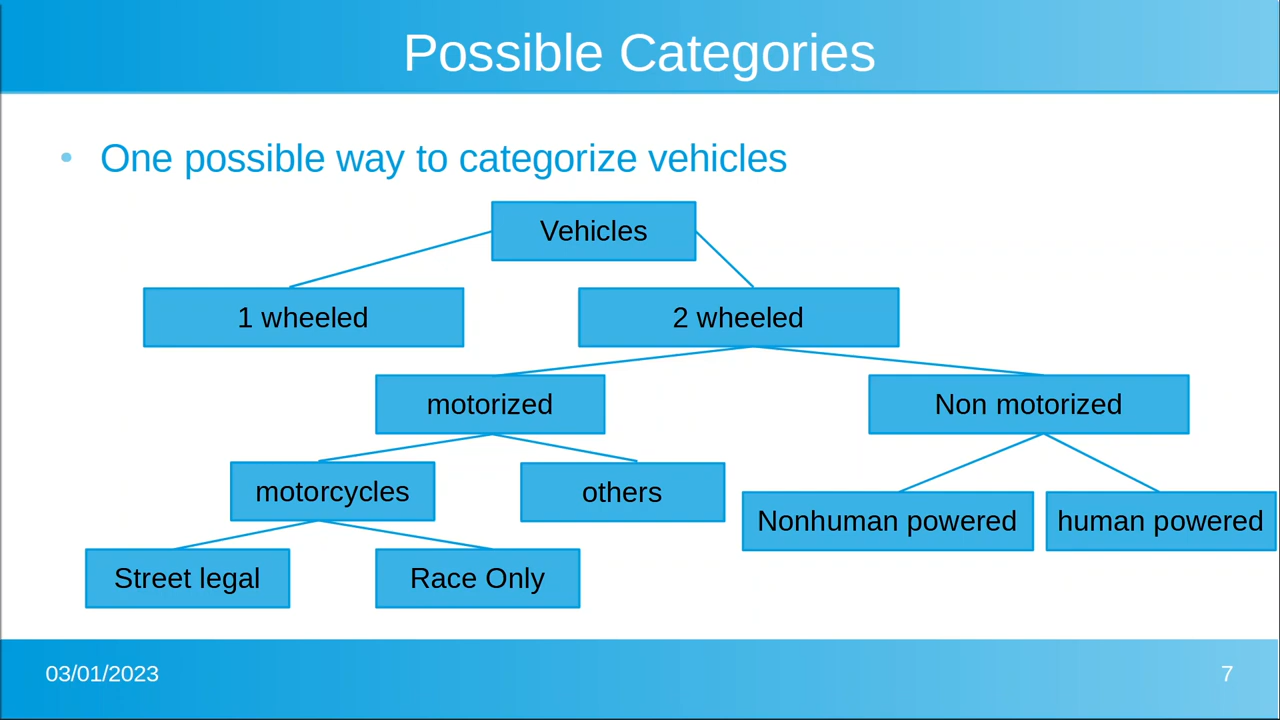 Possible Categories
• One possible way to categorize vehicles
Vehicles
1 wheeled
2 wheeled
motorized
Non motorized
motorcycles
others
Nonhuman powered
human powered
Street legal
Race Only
03/01/2023
7